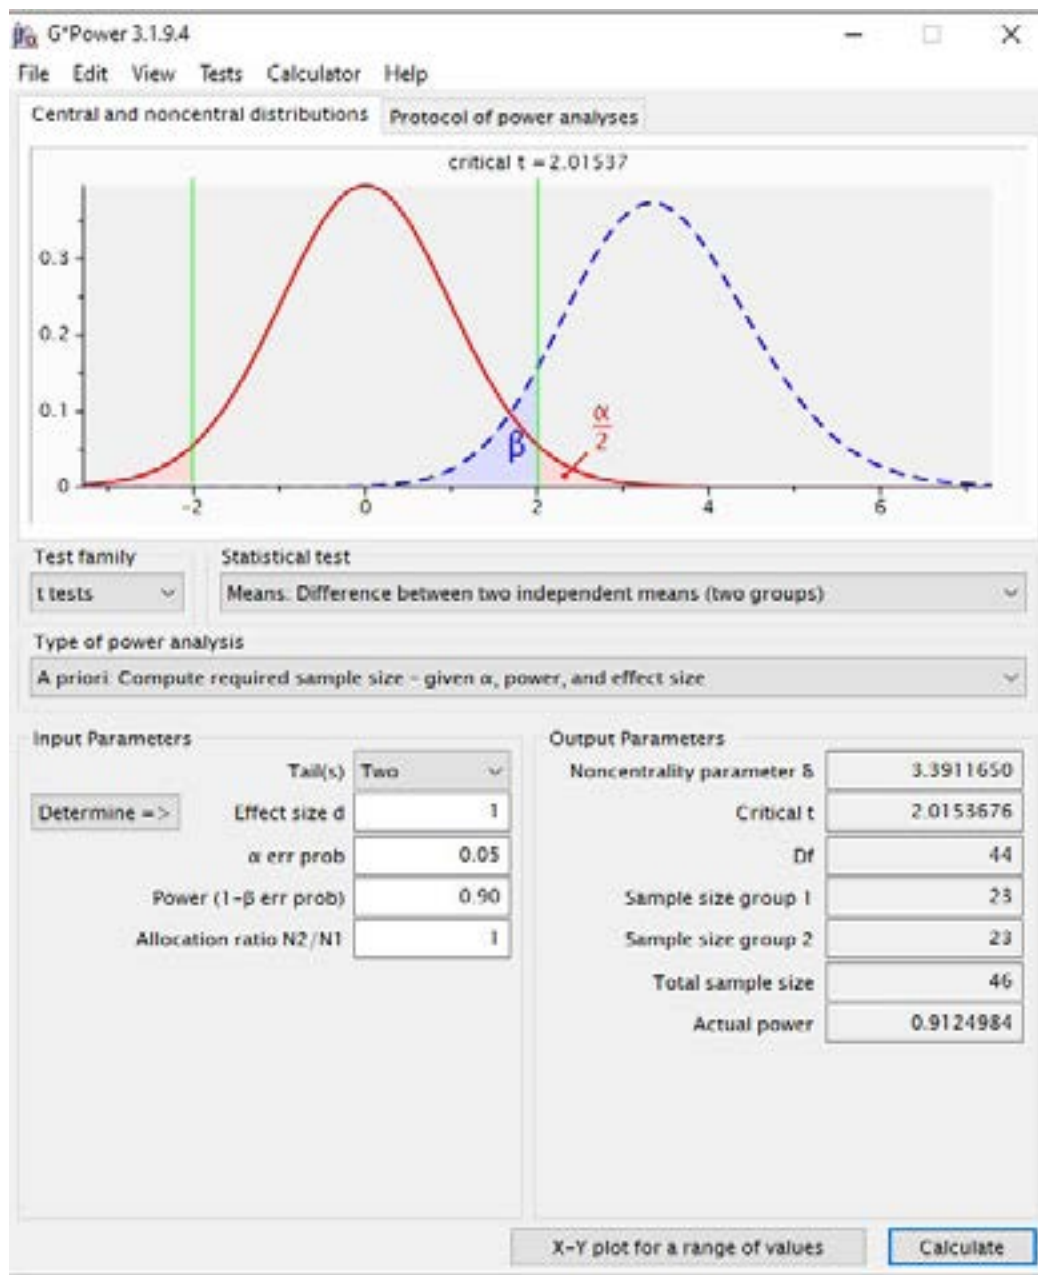 G*Power 3.1.9.4
File Edit View Tests Calculator Help
Central and noncentral distributions Protocol of power analyses
critical t = 2.01537
0.3
0.2
0.1
0
β
α
2
-2 0 2 4 6
Test family Statistical test
t tests Means: Difference between two independent means (two groups)
Type of power analysis
A priori: Compute required sample size - given α, power, and effect size
Input Parameters Output Parameters
Tail(s) Two Noncentrality parameter δ 3.3911650
Determine => Effect size d 1 Critical t 2.0153676
α err prob 0.05 Df 44
Power (1-β err prob) 0.90 Sample size group 1 23
Allocation ratio N2/N1 1 Sample size group 2 23
Total sample size 46
Actual power 0.9124984
X-Y plot for a range of values Calculate